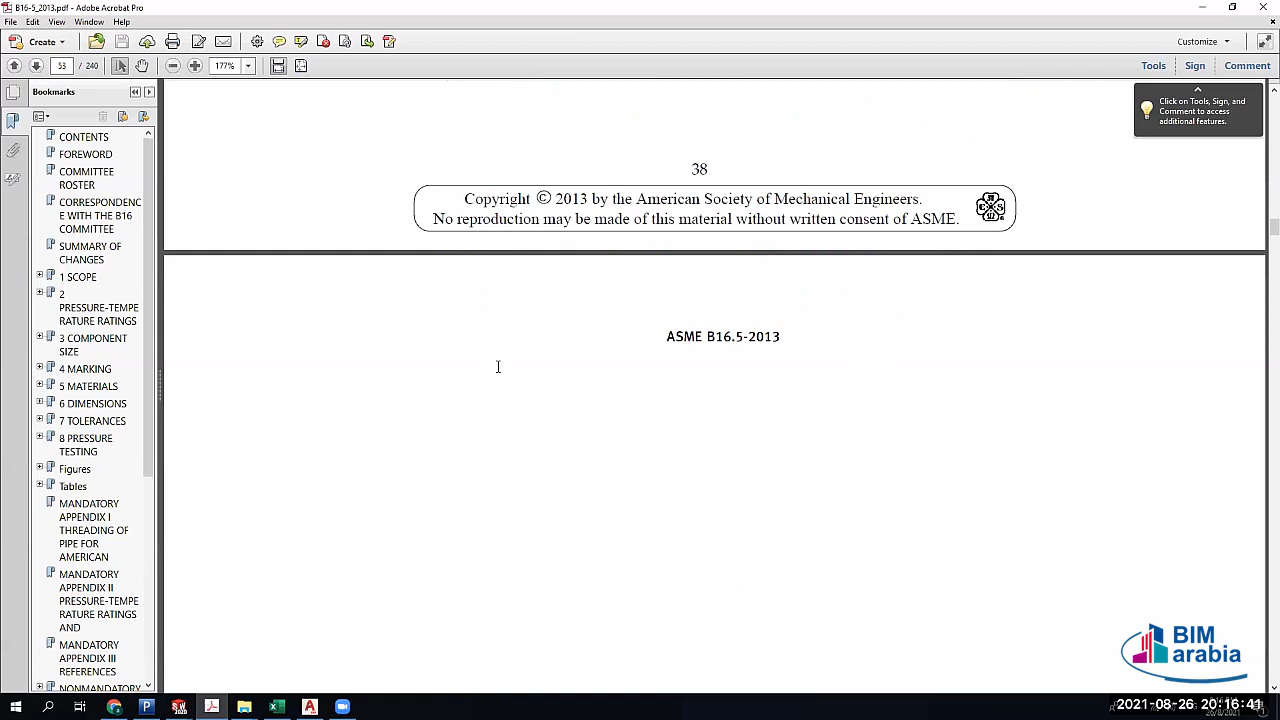 B16-5_2013.pdf - Adobe Acrobat Pro
File Edit View Window Help
Create
Customize
53 / 240
177%
Tools Sign Comment
Bookmarks
CONTENTS
FOREWORD
COMMITTEE
ROSTER
CORRESPONDENC
E WITH THE B16
COMMITTEE
SUMMARY OF
CHANGES
1 SCOPE
2
PRESSURE-TEMPE
RATURE RATINGS
3 COMPONENT
SIZE
4 MARKING
5 MATERIALS
6 DIMENSIONS
7 TOLERANCES
8 PRESSURE
TESTING
Figures
Tables
MANDATORY
APPENDIX I
THREADING OF
PIPE FOR
AMERICAN
MANDATORY
APPENDIX II
PRESSURE-TEMPE
RATURE RATINGS
AND
MANDATORY
APPENDIX III
REFERENCES
NONMANDATORY
Click on Tools, Sign, and
Comment to access
additional features.
38
Copyright © 2013 by the American Society of Mechanical Engineers.
No reproduction may be made of this material without written consent of ASME.
ASME B16.5-2013
BIM
arabia
2021-08-26 20:16:41